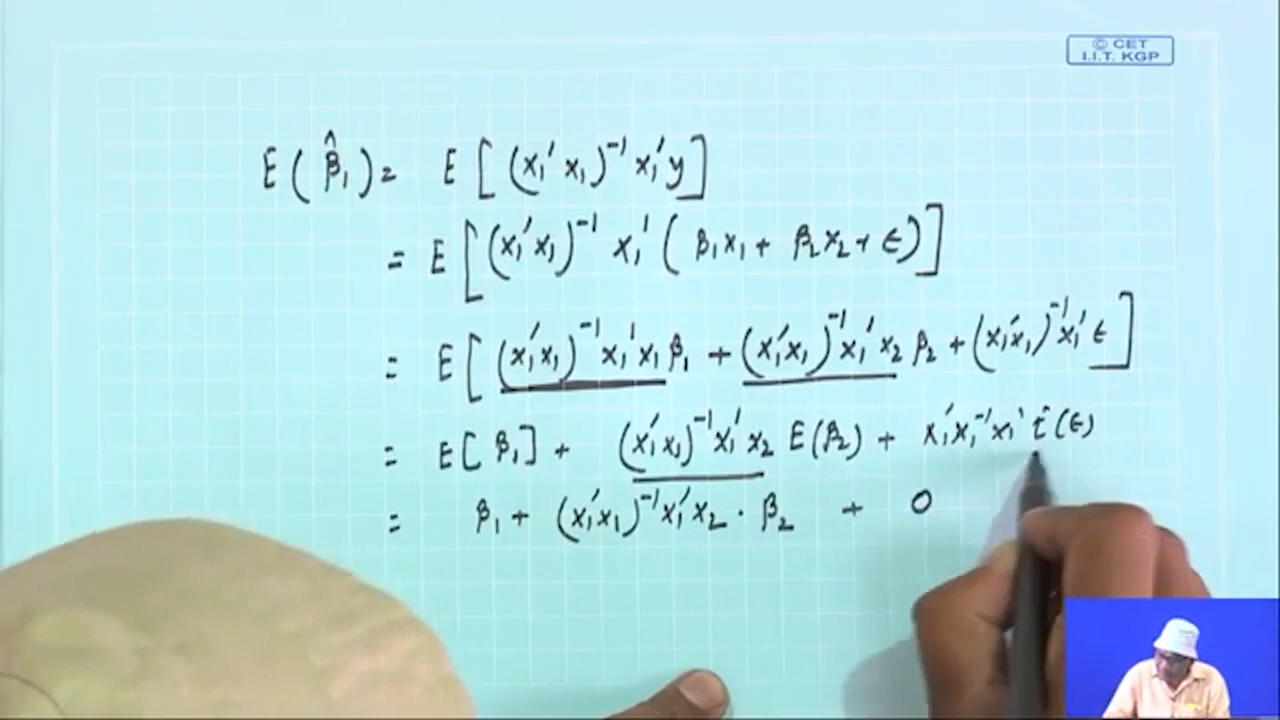 © CET
I.I.T. KGP
E(β̂₁) = E[(x₁'x₁)⁻¹ x₁'y]
= E[(x₁'x₁)⁻¹ x₁'(β₁x₁ + β₂x₂ + ϵ)]
= E[(x₁'x₁)⁻¹x₁'x₁β₁ + (x₁'x₁)⁻¹x₁'x₂β₂ + (x₁'x₁)⁻¹x₁'ϵ]
= E[β₁] + (x₁'x₁)⁻¹x₁'x₂ E(β₂) + x₁'x₁⁻¹x₁' E(ϵ)
= β₁ + (x₁'x₁)⁻¹x₁'x₂ · β₂ + 0